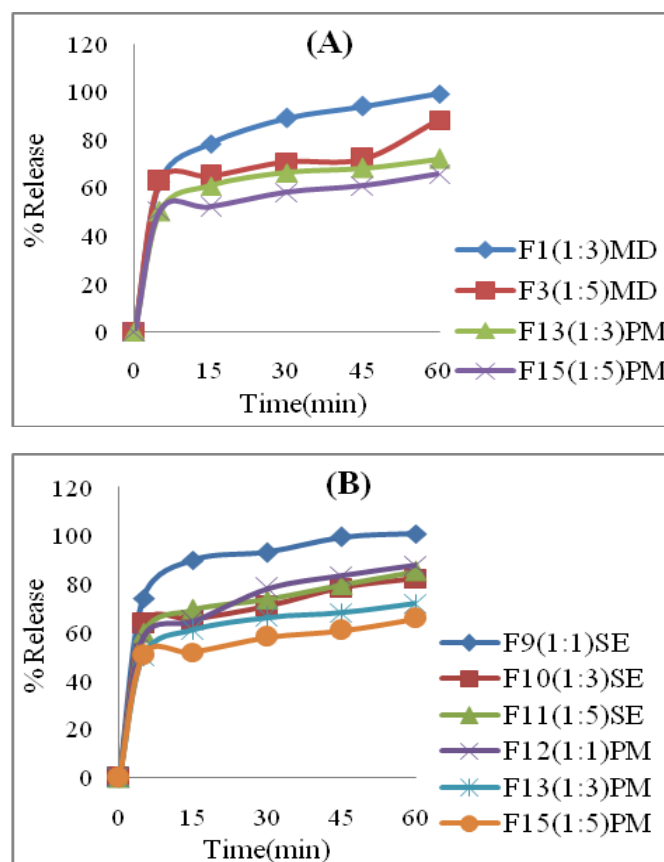 (A)
120
100
80
60
40
20
0
%Release
0 15 30 45 60
Time(min)
F1(1:3)MD
F3(1:5)MD
F13(1:3)PM
F15(1:5)PM
(B)
120
100
80
60
40
20
0
%Release
0 15 30 45 60
Time(min)
F9(1:1)SE
F10(1:3)SE
F11(1:5)SE
F12(1:1)PM
F13(1:3)PM
F15(1:5)PM